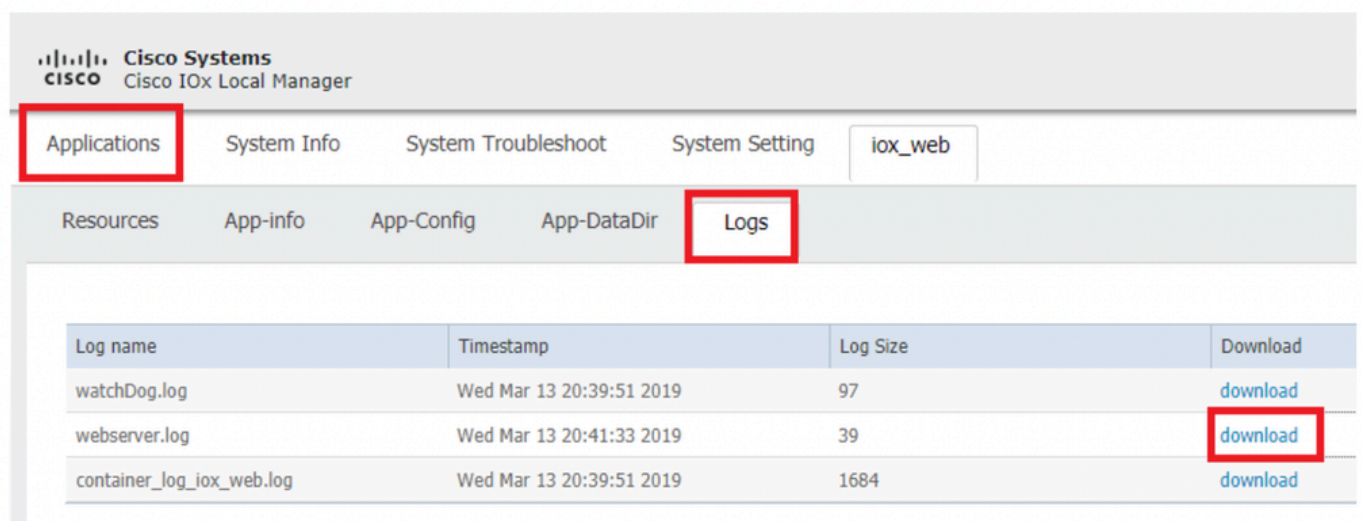 Cisco Systems
CISCO Cisco IOx Local Manager
Applications System Info System Troubleshoot System Setting iox_web
Resources App-info App-Config App-DataDir Logs
Log name Timestamp Log Size Download
watchDog.log Wed Mar 13 20:39:51 2019 97 download
webserver.log Wed Mar 13 20:41:33 2019 39 download
container_log_iox_web.log Wed Mar 13 20:39:51 2019 1684 download